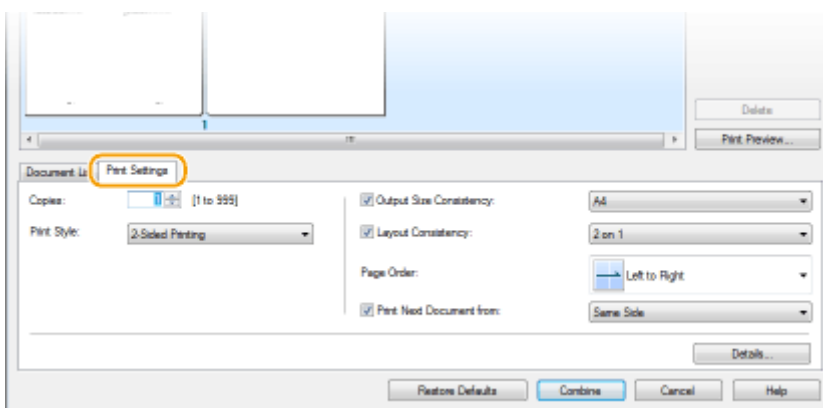 1
Delete
Print Preview...
Document Li
Print Settings
Copies: 1 [1 to 999]
Output Size Consistency: A4
Print Style: 2-Sided Printing
Layout Consistency: 2 on 1
Page Order: Left to Right
Print Next Document from: Same Side
Details...
Restore Defaults Combine Cancel Help